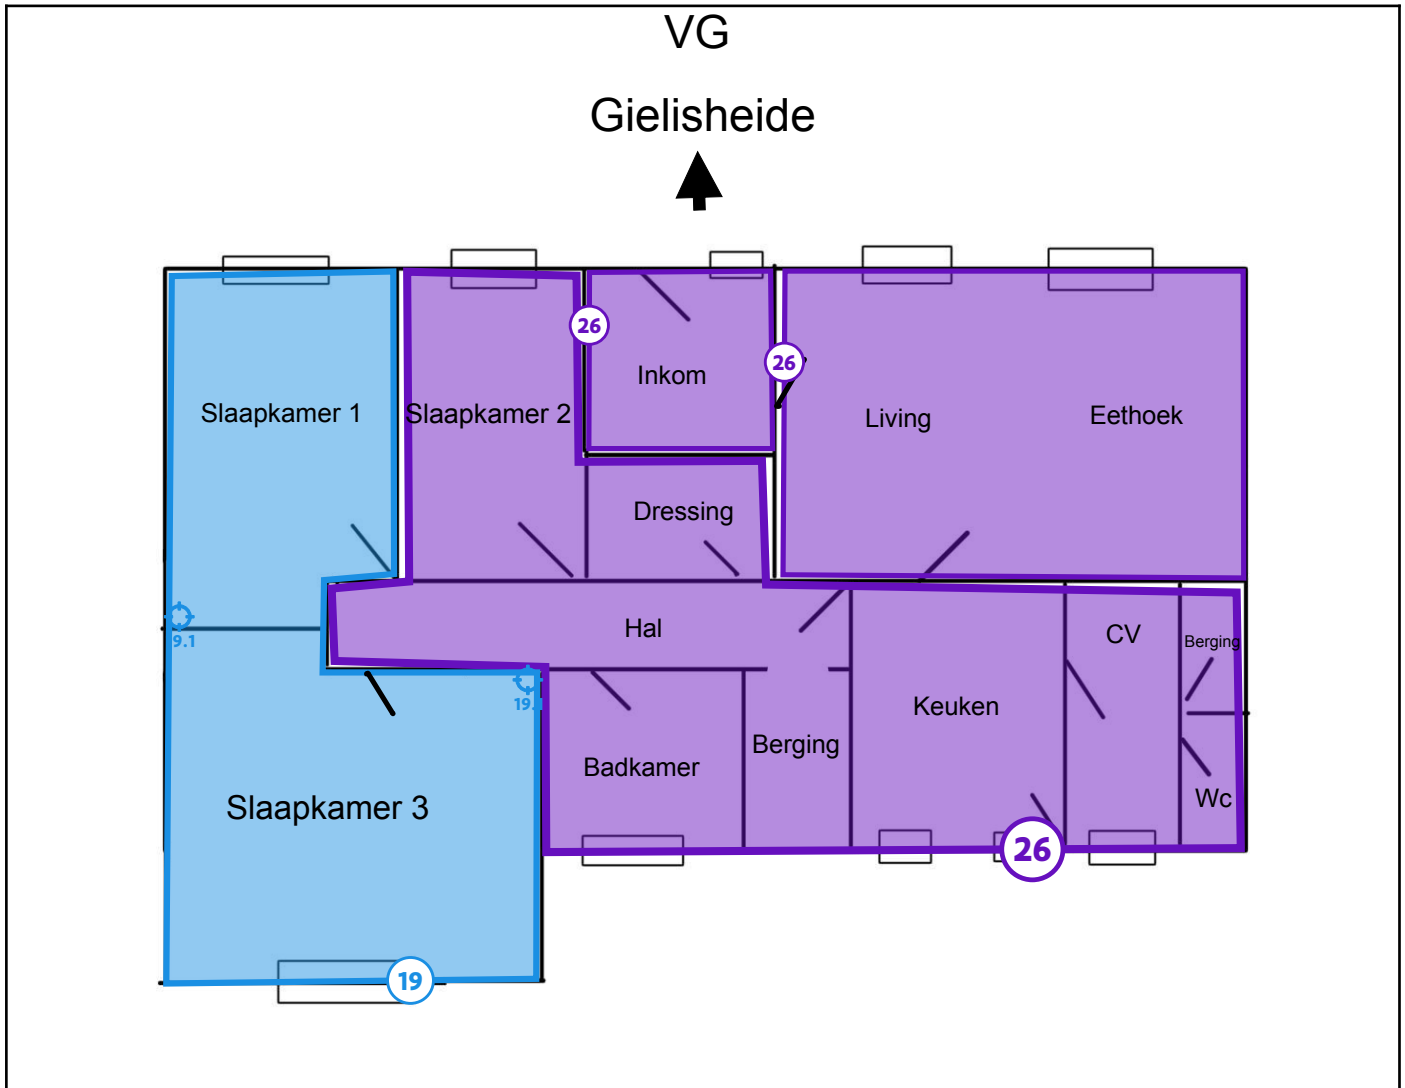 VG
Gielisheide
26
26
Inkom
Slaapkamer 1
Slaapkamer 2
Living
Eethoek
Dressing
9.1
Hal
CV
Berging
19.
Keuken
Berging
Badkamer
Slaapkamer 3
Wc
26
19